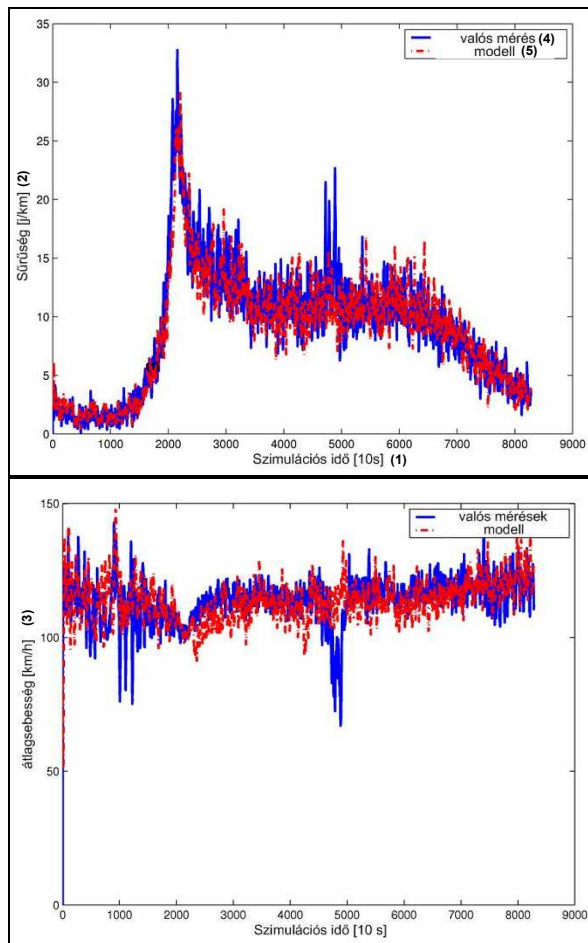 35
30
25
20
15
10
5
0
Sűrűség [j/km] (2)
valós mérés (4)
modell (5)
0 1000 2000 3000 4000 5000 6000 7000 8000 9000
Szimulációs idő [10s] (1)
150
100
50
0
átlagsebesség [km/h] (3)
valós mérések
modell
0 1000 2000 3000 4000 5000 6000 7000 8000 9000
Szimulációs idő [10 s]